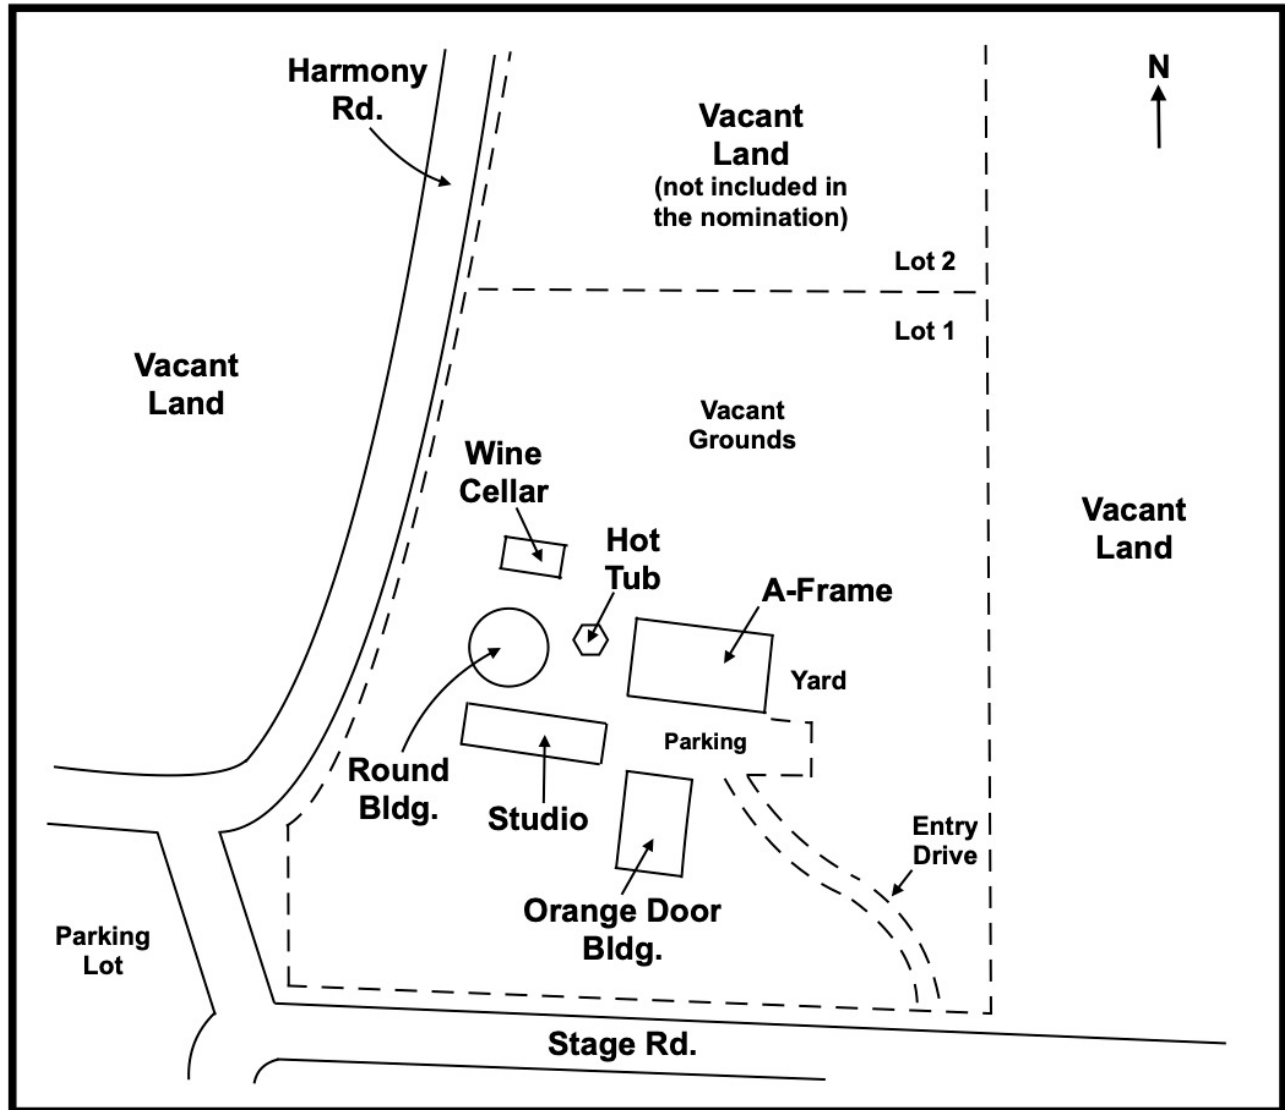 Harmony
Rd.
N
Vacant
Land
(not included in
the nomination)
Lot 2
Lot 1
Vacant
Land
Vacant
Grounds
Wine
Cellar
Hot
Tub
Vacant
Land
A-Frame
Yard
Parking
Round
Bldg.
Studio
Entry
Drive
Orange Door
Bldg.
Parking
Lot
Stage Rd.